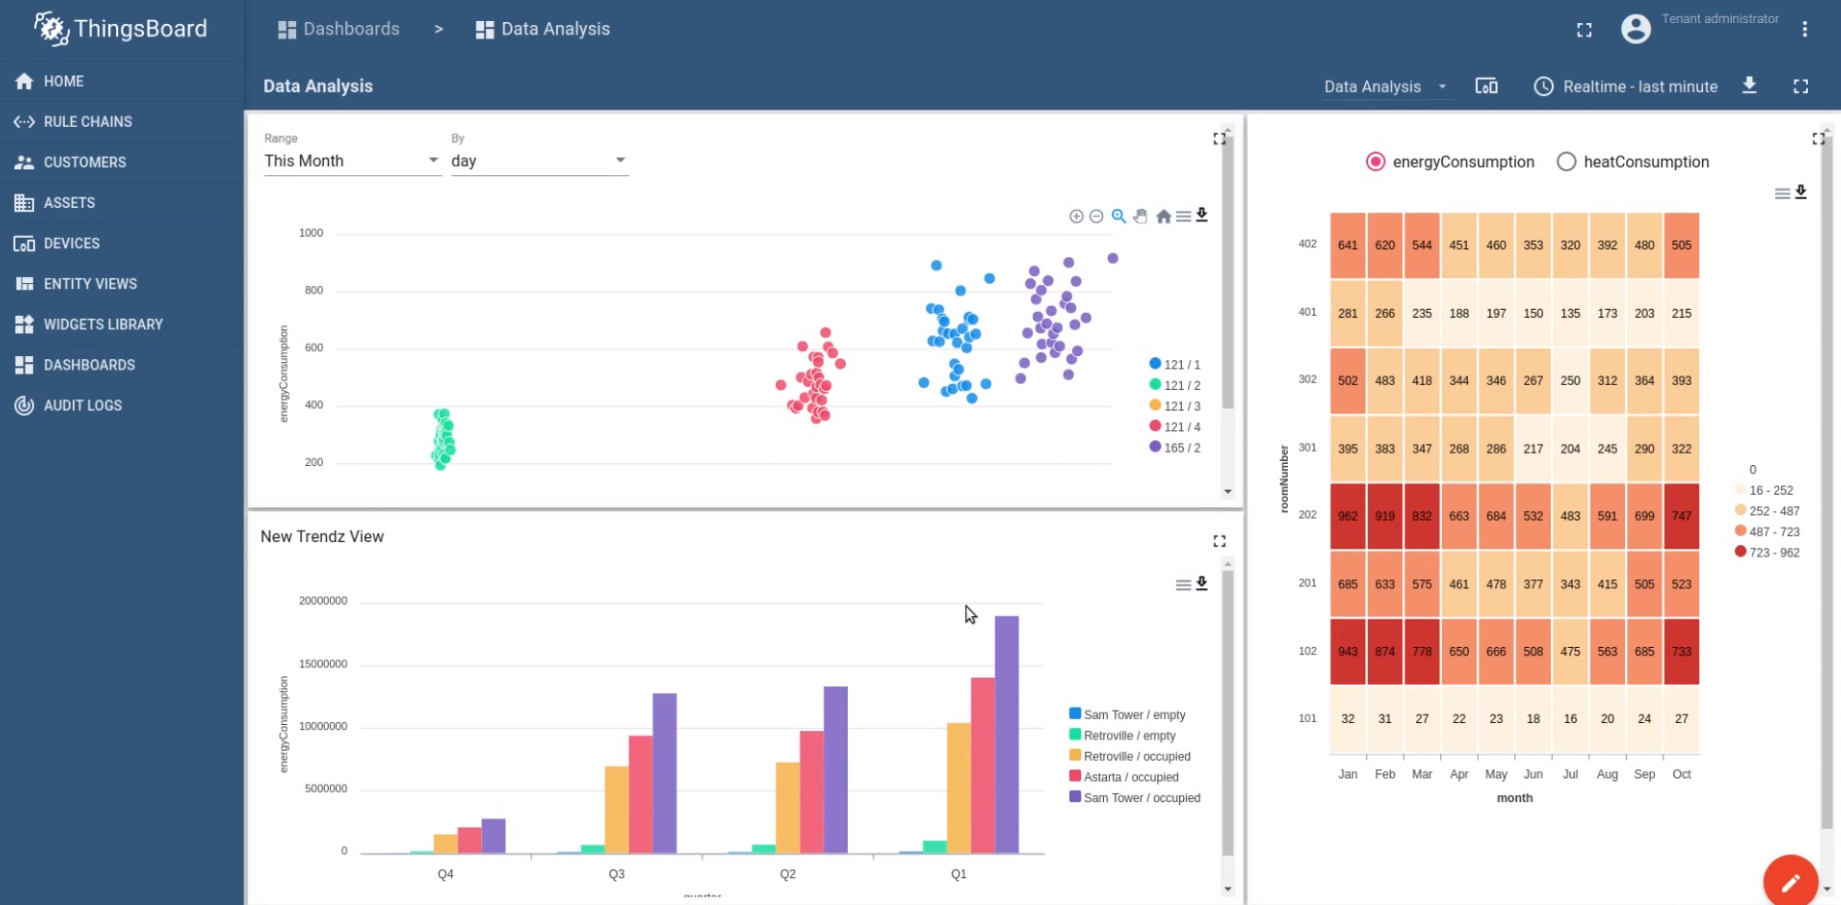 ThingsBoard
HOME
RULE CHAINS
CUSTOMERS
ASSETS
DEVICES
ENTITY VIEWS
WIDGETS LIBRARY
DASHBOARDS
AUDIT LOGS
Dashboards > Data Analysis
Tenant administrator
Data Analysis
Data Analysis
Realtime - last minute
Range
This Month
By
day
1000
800
600
400
200
energyConsumption
121 / 1
121 / 2
121 / 3
121 / 4
165 / 2
New Trendz View
20000000
15000000
10000000
5000000
0
energyConsumption
Q4 Q3 Q2 Q1
quarter
Sam Tower / empty
Retroville / empty
Retroville / occupied
Astarta / occupied
Sam Tower / occupied
energyConsumption heatConsumption
402 641 620 544 451 460 353 320 392 480 505
401 281 266 235 188 197 150 135 173 203 215
302 502 483 418 344 346 267 250 312 364 393
301 395 383 347 268 286 217 204 245 290 322
202 962 919 832 663 684 532 483 591 699 747
201 685 633 575 461 478 377 343 415 505 523
102 943 874 778 650 666 508 475 563 685 733
101 32 31 27 22 23 18 16 20 24 27
roomNumber
Jan Feb Mar Apr May Jun Jul Aug Sep Oct
month
0
16 - 252
252 - 487
487 - 723
723 - 962